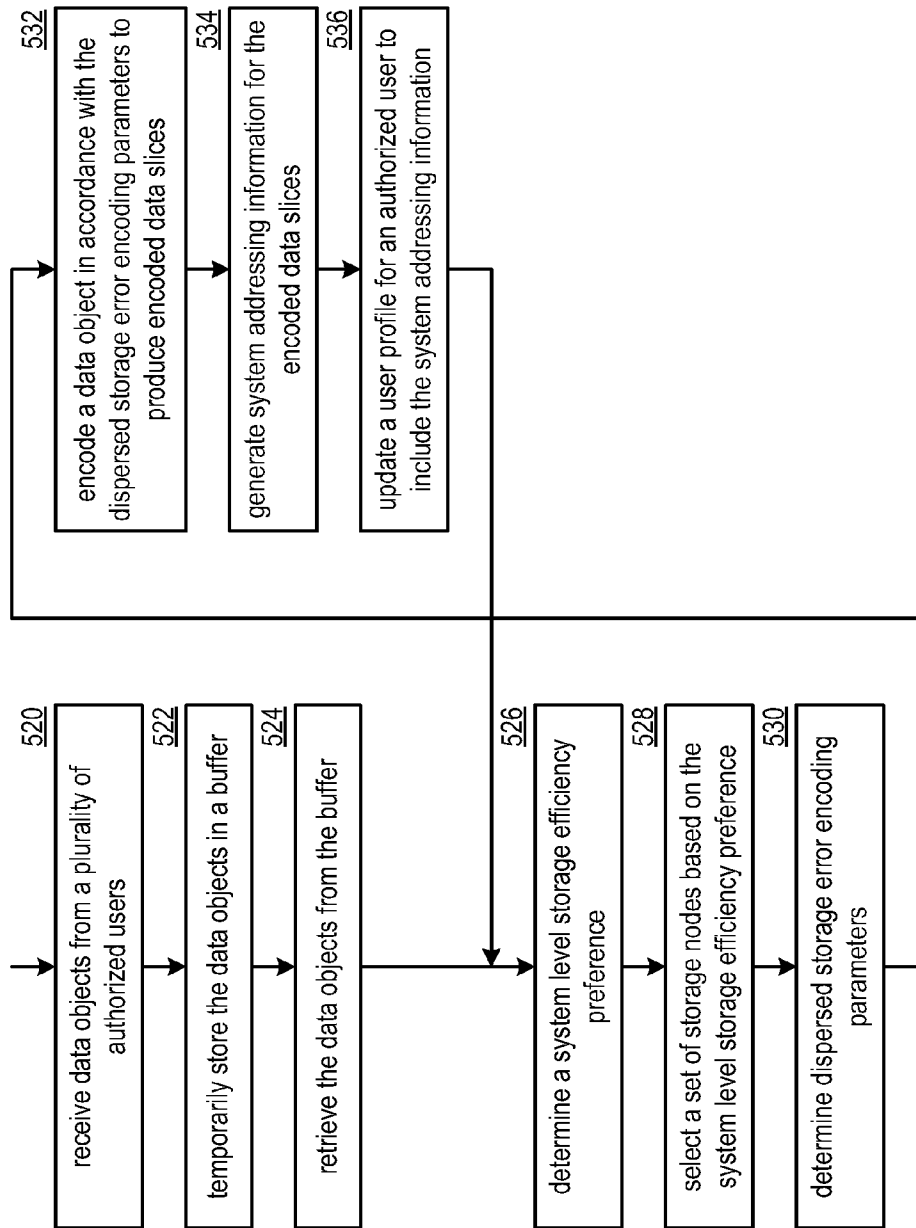 520
receive data objects from a plurality of
authorized users
522
temporarily store the data objects in a buffer
524
retrieve the data objects from the buffer
526
determine a system level storage efficiency
preference
528
select a set of storage nodes based on the
system level storage efficiency preference
530
determine dispersed storage error encoding
parameters
532
encode a data object in accordance with the
dispersed storage error encoding parameters to
produce encoded data slices
534
generate system addressing information for the
encoded data slices
536
update a user profile for an authorized user to
include the system addressing information